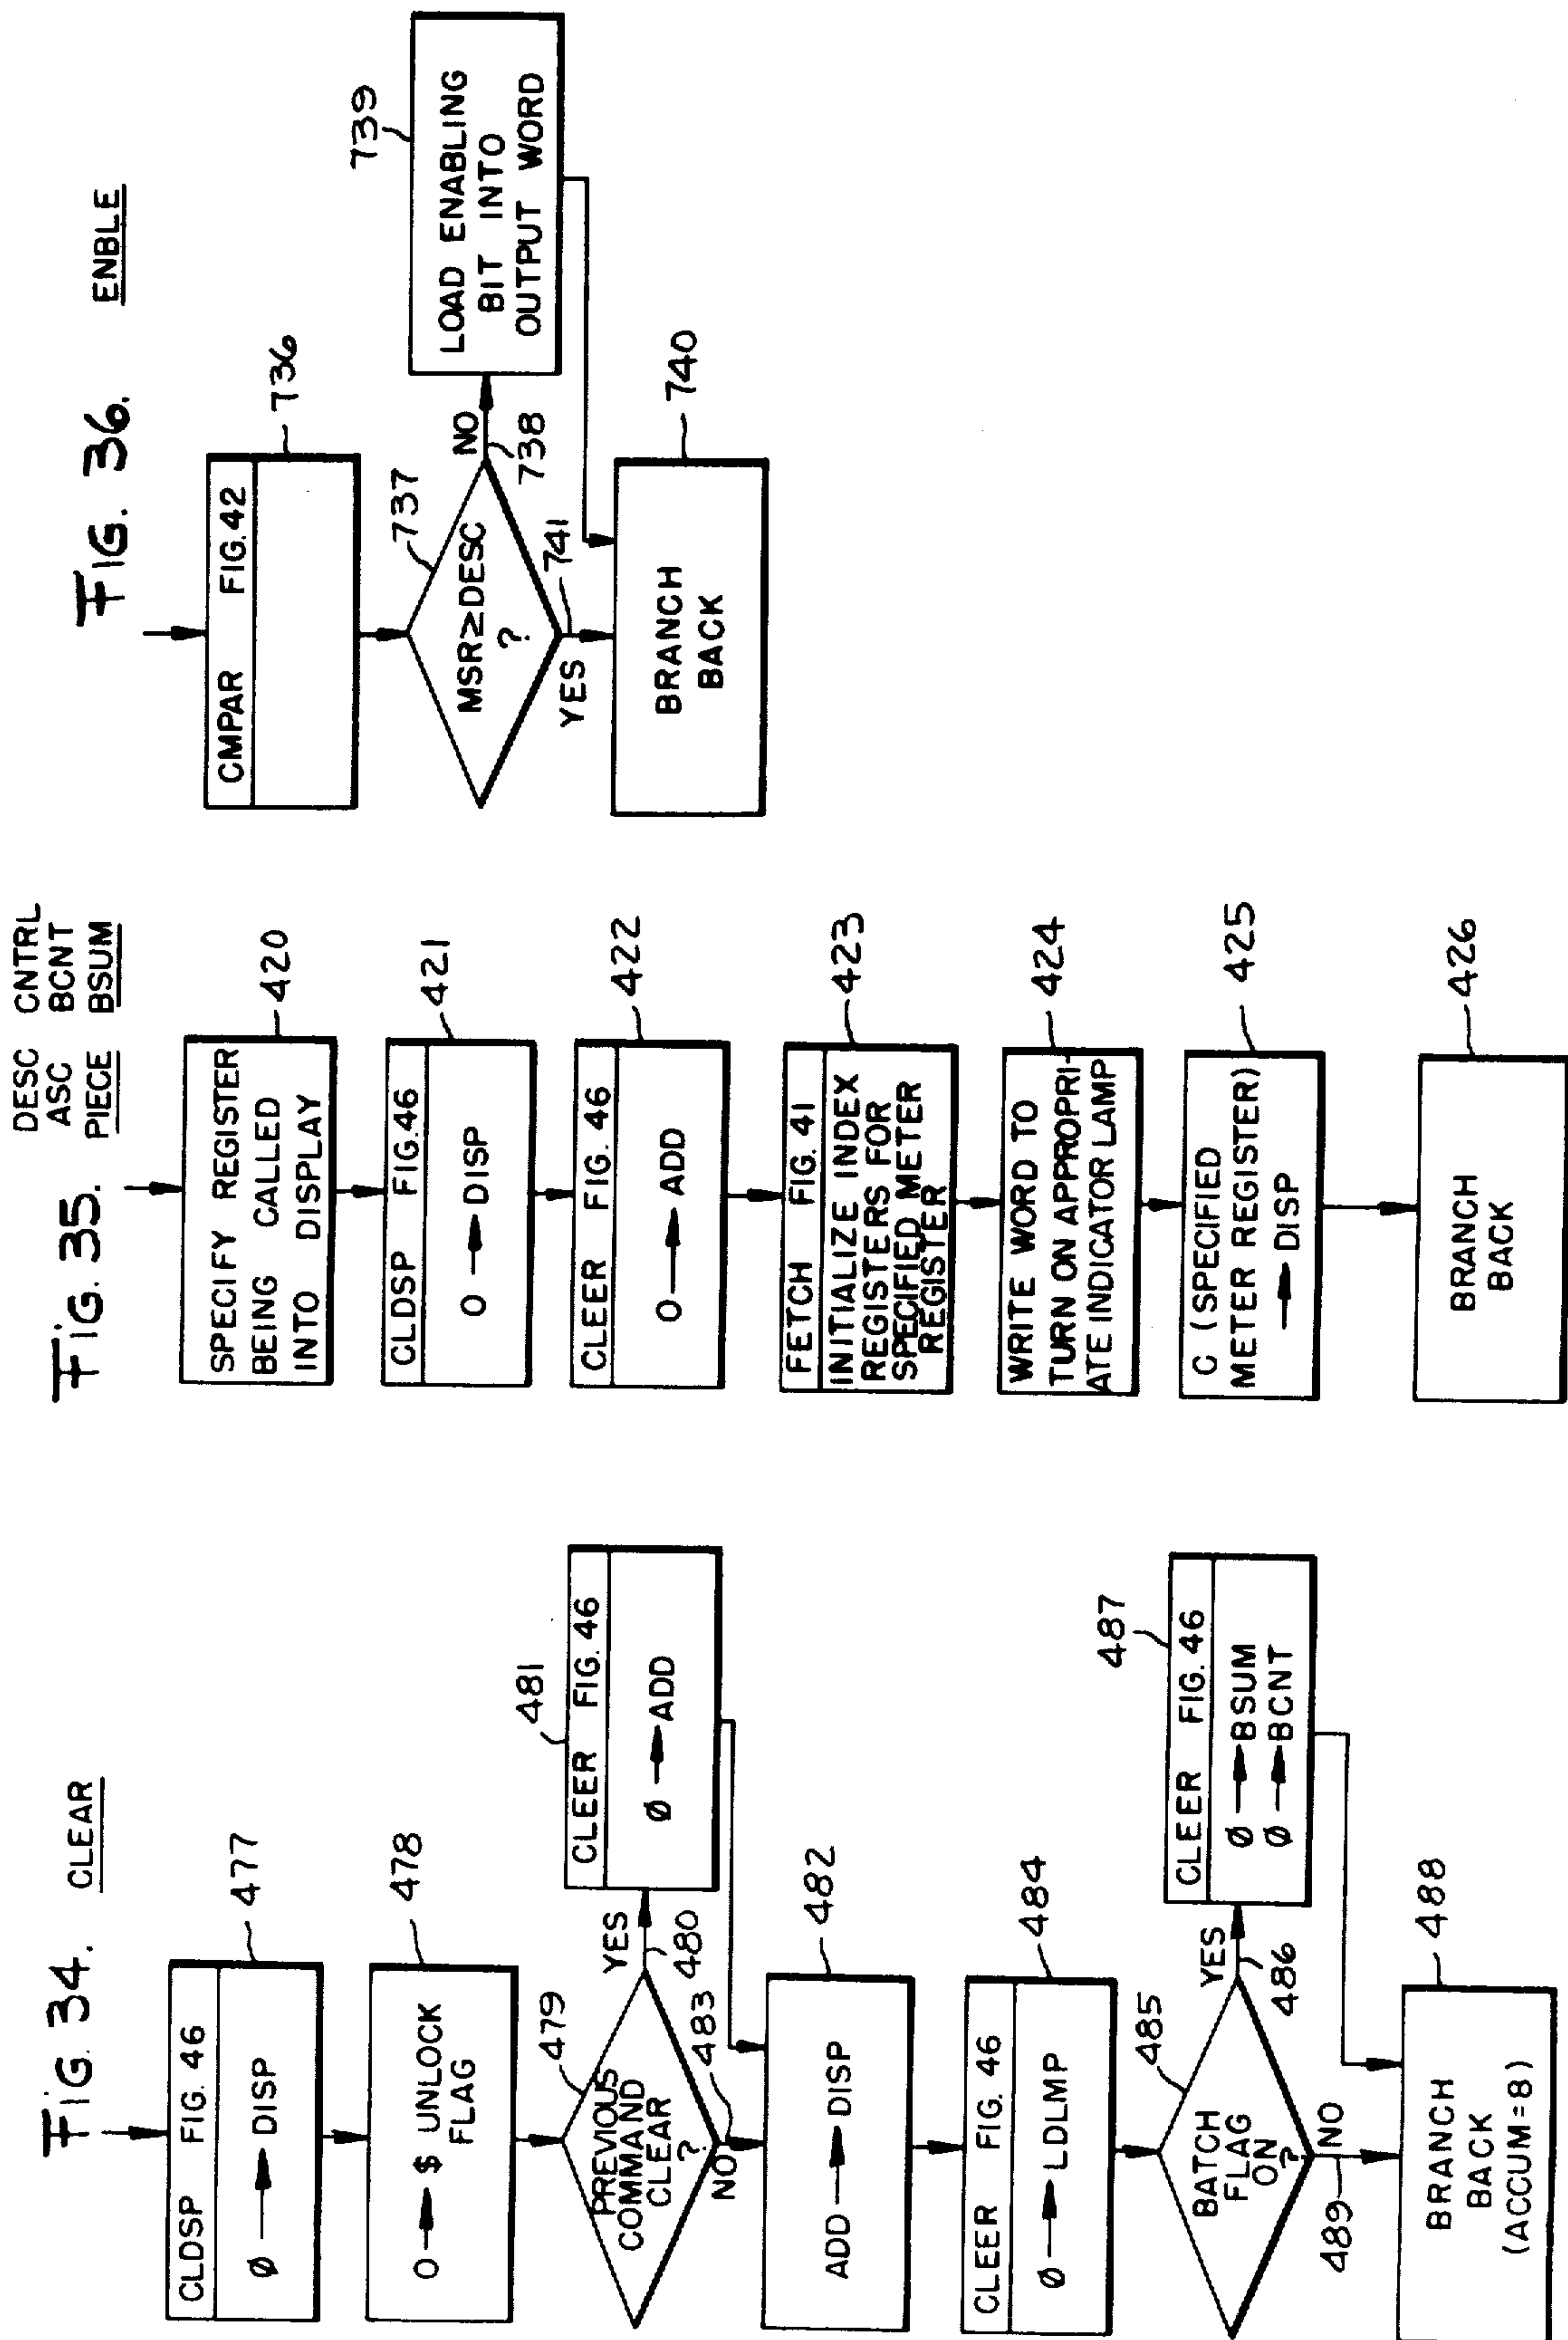 FIG. 34. CLEAR
CLDSP FIG. 46
Ø → DISP
477
O → $ UNLOCK
FLAG
478
PREVIOUS
COMMAND
CLEAR
?
479
YES
480
CLEER FIG. 46
Ø → ADD
481
NO
483
ADD → DISP
482
CLEER FIG. 46
Ø → LDLMP
484
BATCH
FLAG
ON
?
485
YES
486
CLEER FIG. 46
Ø → BSUM
Ø → BCNT
487
NO
489
BRANCH
BACK
(ACCUM=8)
488
FIG. 35.
DESC CNTRL
ASC BCNT
PIECE BSUM
SPECIFY REGISTER
BEING CALLED
INTO DISPLAY
420
CLDSP FIG. 46
O → DISP
421
CLEER FIG. 46
O → ADD
422
FETCH FIG. 41
INITIALIZE INDEX
REGISTERS FOR
SPECIFIED METER
REGISTER
423
WRITE WORD TO
TURN ON APPROPRI-
ATE INDICATOR LAMP
424
C (SPECIFIED
METER REGISTER)
→ DISP
425
BRANCH
BACK
426
FIG. 36. ENBLE
CMPAR FIG. 42
736
MSR≥DESC
?
737
NO
738
LOAD ENABLING
BIT INTO
OUTPUT WORD
739
YES
741
BRANCH
BACK
740